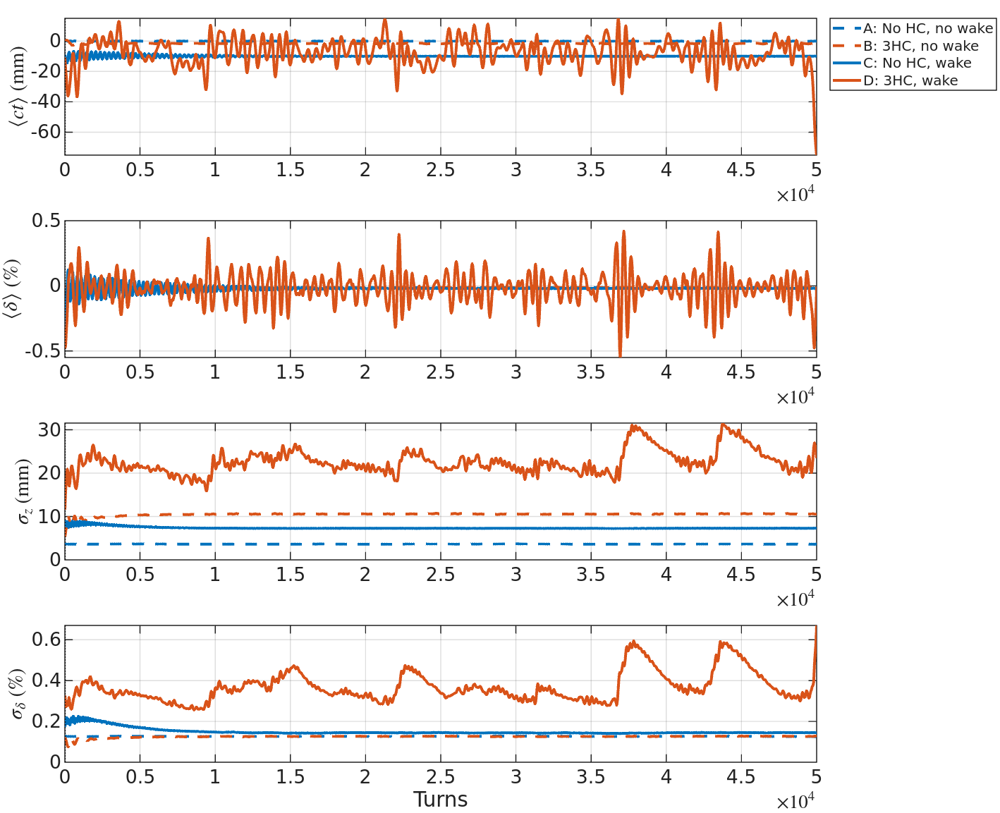 A: No HC, no wake
B: 3HC, no wake
C: No HC, wake
D: 3HC, wake
⟨ct⟩ (mm)
0
-20
-40
-60
0 0.5 1 1.5 2 2.5 3 3.5 4 4.5 5
×10⁴
⟨δ⟩ (%)
0.5
0
-0.5
0 0.5 1 1.5 2 2.5 3 3.5 4 4.5 5
×10⁴
σ_z (mm)
30
20
10
0
0 0.5 1 1.5 2 2.5 3 3.5 4 4.5 5
×10⁴
σ_δ (%)
0.6
0.4
0.2
0
0 0.5 1 1.5 2 2.5 3 3.5 4 4.5 5
Turns
×10⁴